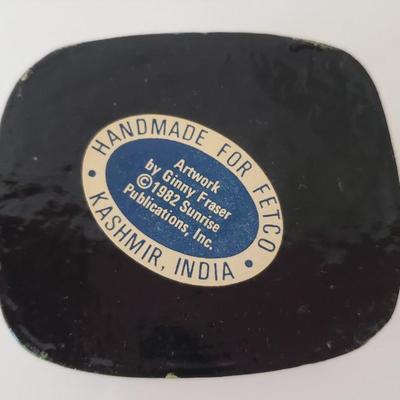 • HANDMADE FOR FETCO •
Artwork
by Ginny Fraser
©1982 Sunrise
Publications, Inc.
KASHMIR, INDIA